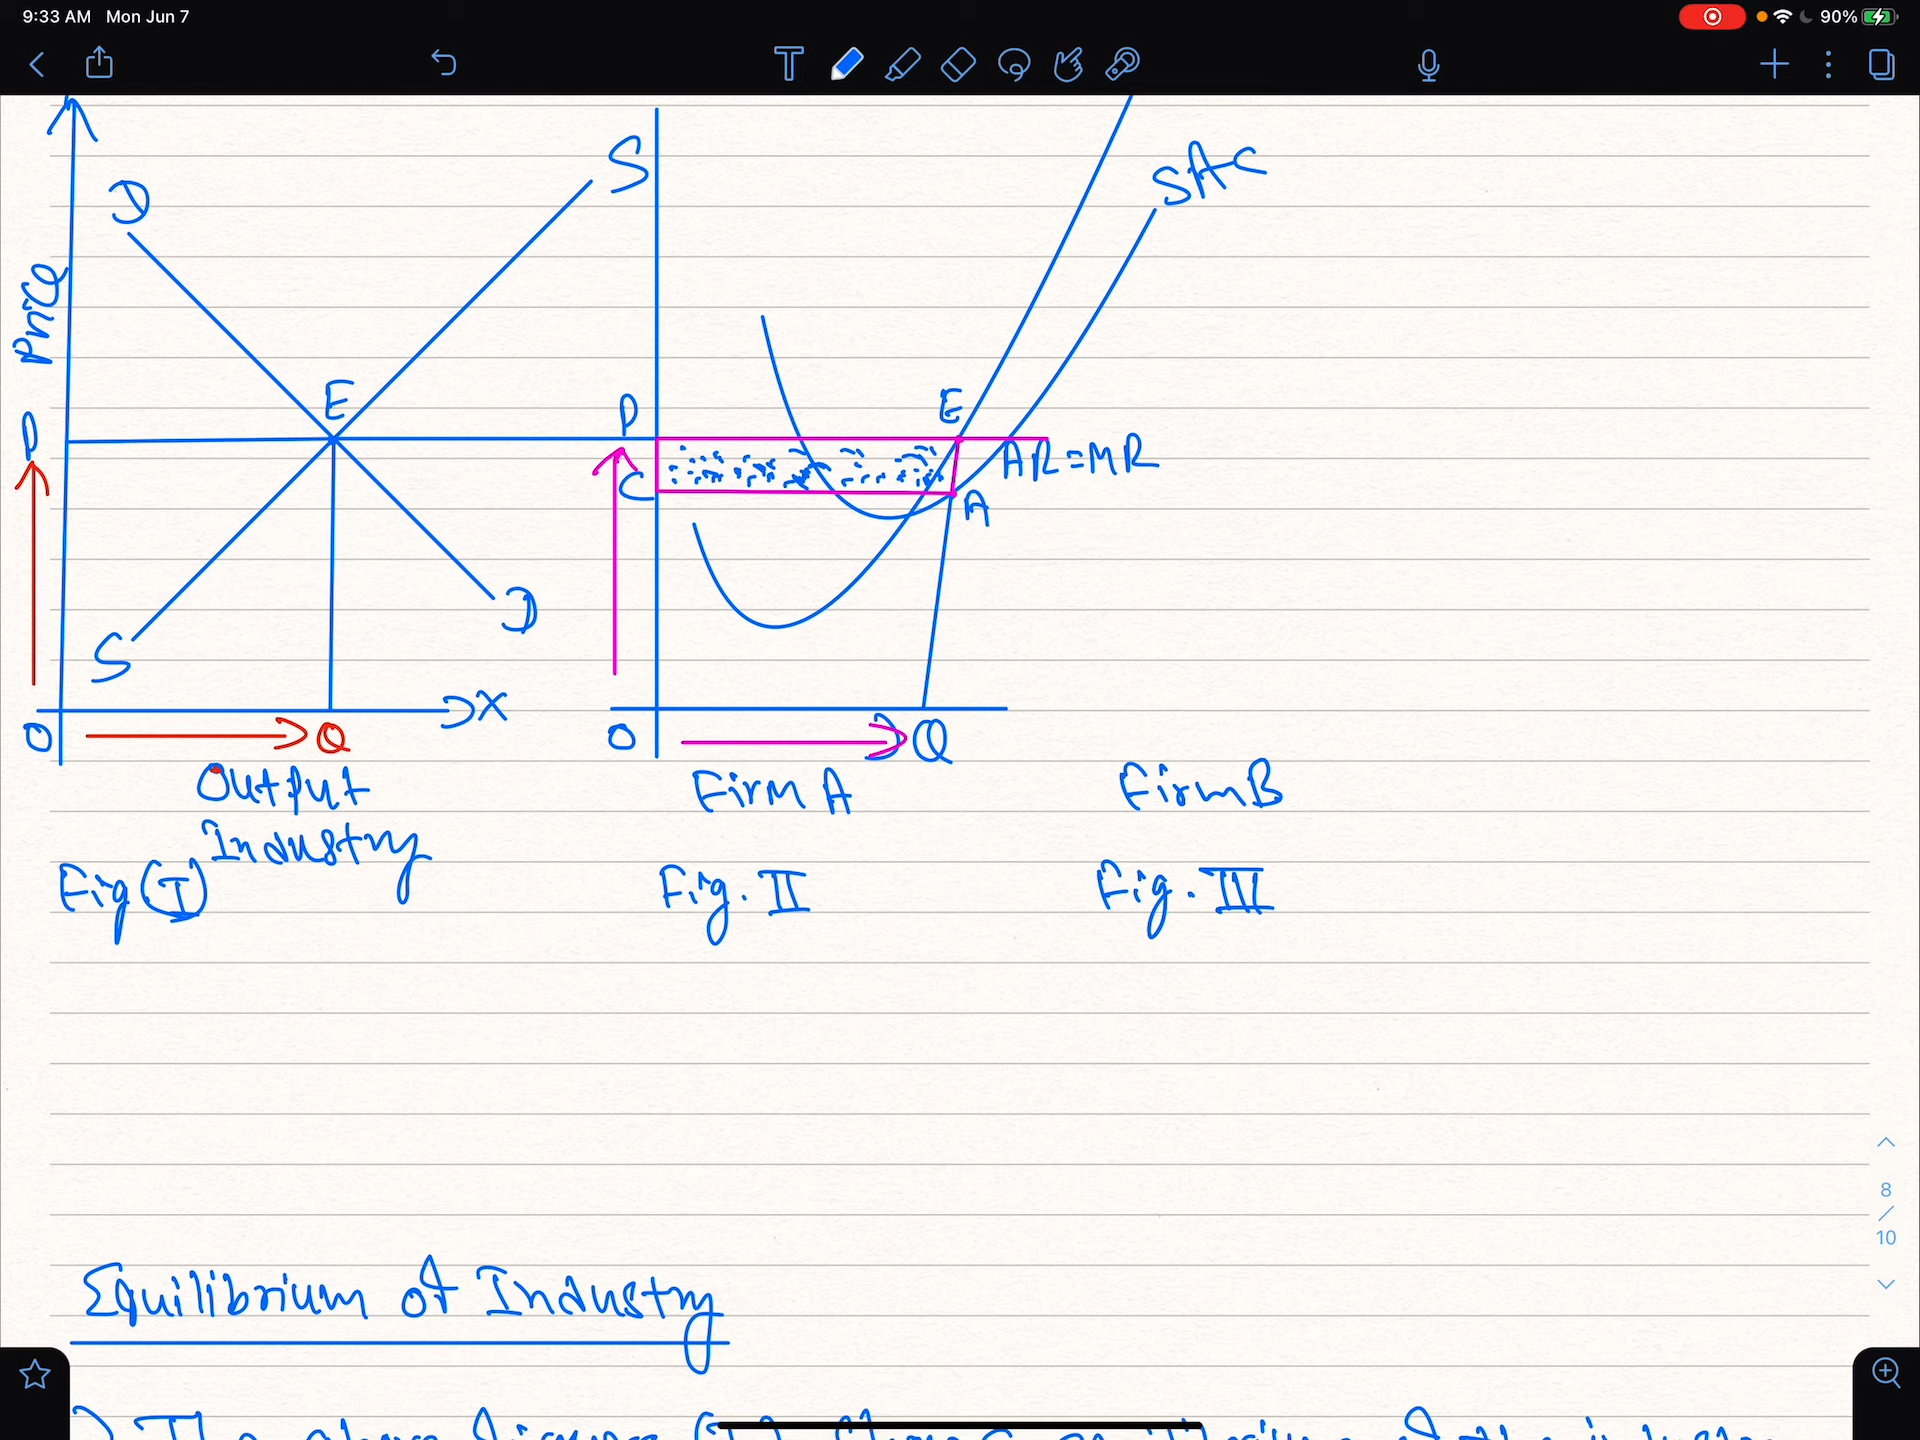 9:33 AM Mon Jun 7
90%
T
S
SAC
D
Price
E
P
P
E
C
AR=MR
A
D
S
X
O
Q
O
Q
Output
Industry
Firm A
Firm B
Fig (I)
Fig. II
Fig. III
8
/
10
Equilibrium of Industry